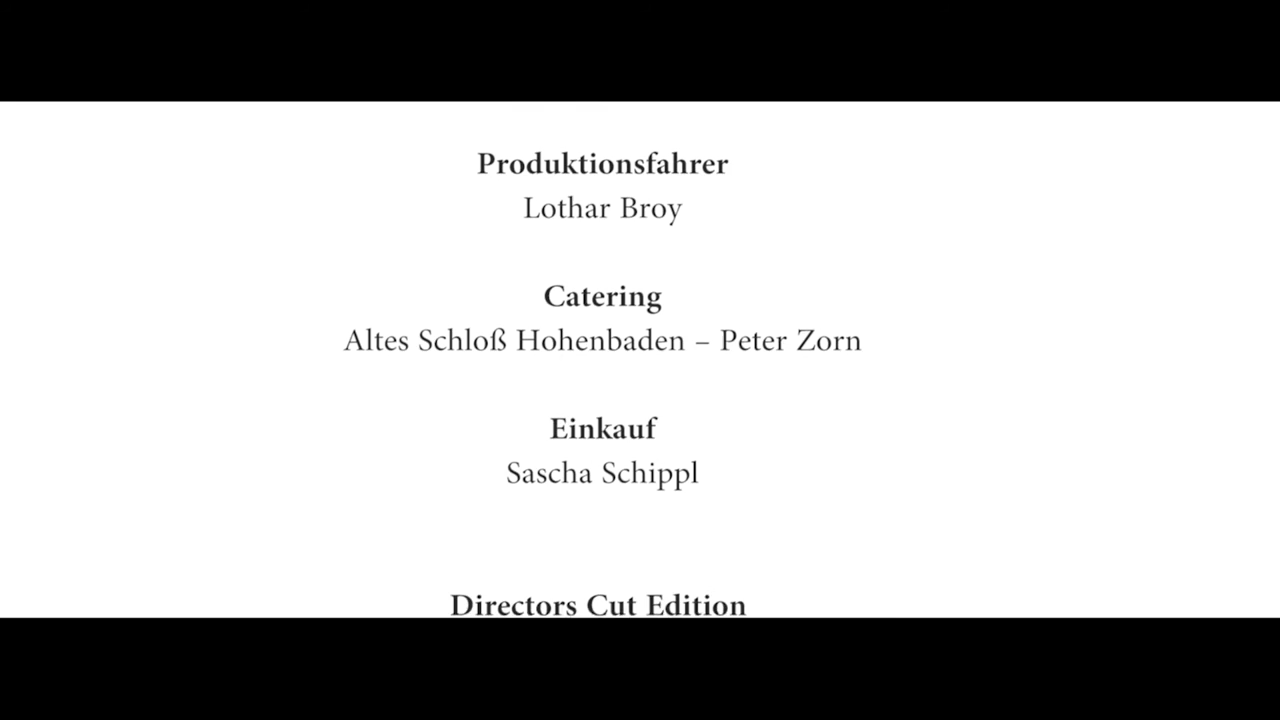 Produktionsfahrer
Lothar Broy
Catering
Altes Schloß Hohenbaden – Peter Zorn
Einkauf
Sascha Schippl
Directors Cut Edition